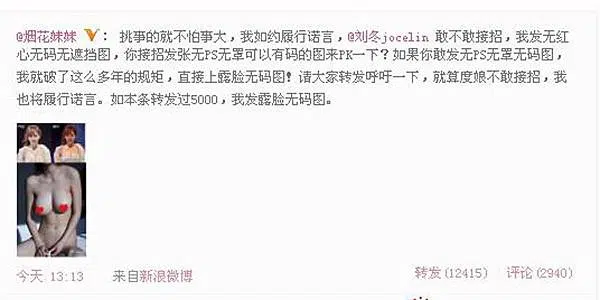 @烟花妹妹 V: 挑事的就不怕事大，我如约履行诺言，@刘冬jocelin 敢不敢接招，我发无红
心无码无遮挡图，你接招发张无PS无罩可以有码的图来PK一下？如果你敢发无PS无罩无码图，
我就破了这么多年的规矩，直接上露脸无码图！请大家转发呼吁一下，就算度娘不敢接招，我
也将履行诺言。如本条转发过5000，我发露脸无码图。
今天 13:13 来自新浪微博 转发(12415) 评论(2940)